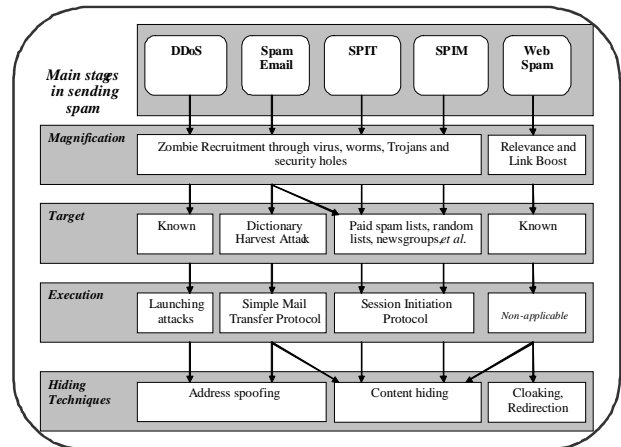 DDoS
Spam
Email
SPIT
SPIM
Web
Spam
Main stages
in sending
spam
Magnification
Zombie Recruitment through virus, worms, Trojans and
security holes
Relevance and
Link Boost
Target
Known
Dictionary
Harvest Attack
Paid spam lists, random
lists, newsgroups, et al.
Known
Execution
Launching
attacks
Simple Mail
Transfer Protocol
Session Initiation
Protocol
Non-applicable
Hiding
Techniques
Address spoofing
Content hiding
Cloaking,
Redirection